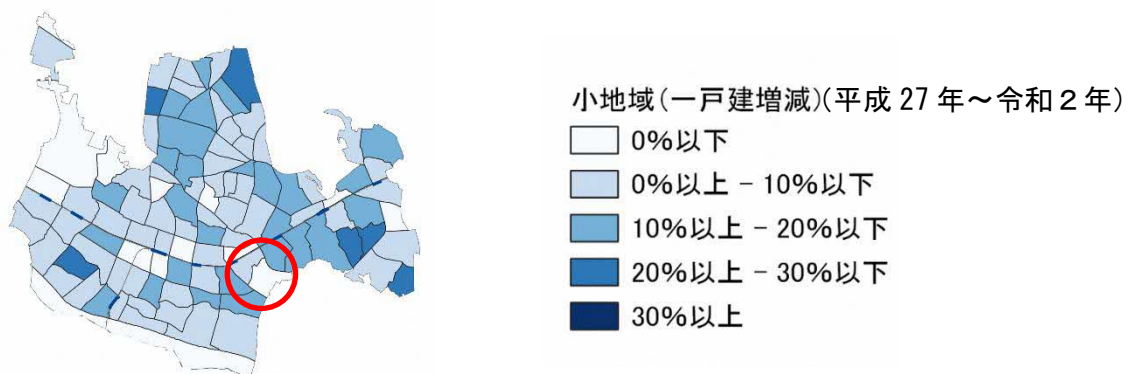 小地域(一戸建増減)(平成27年～令和２年)
0%以下
0%以上 － 10%以下
10%以上 － 20%以下
20%以上 － 30%以下
30%以上